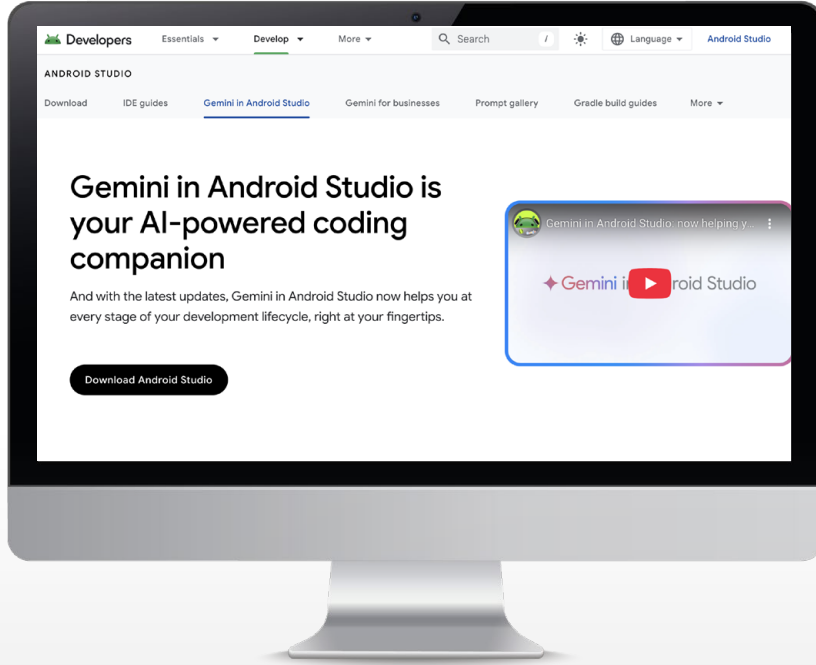 Developers Essentials Develop More Search / Language Android Studio
ANDROID STUDIO
Download IDE guides Gemini in Android Studio Gemini for businesses Prompt gallery Gradle build guides More
Gemini in Android Studio is
your AI-powered coding
companion
And with the latest updates, Gemini in Android Studio now helps you at
every stage of your development lifecycle, right at your fingertips.
Download Android Studio
Gemini in Android Studio: now helping y...
Gemini i roid Studio